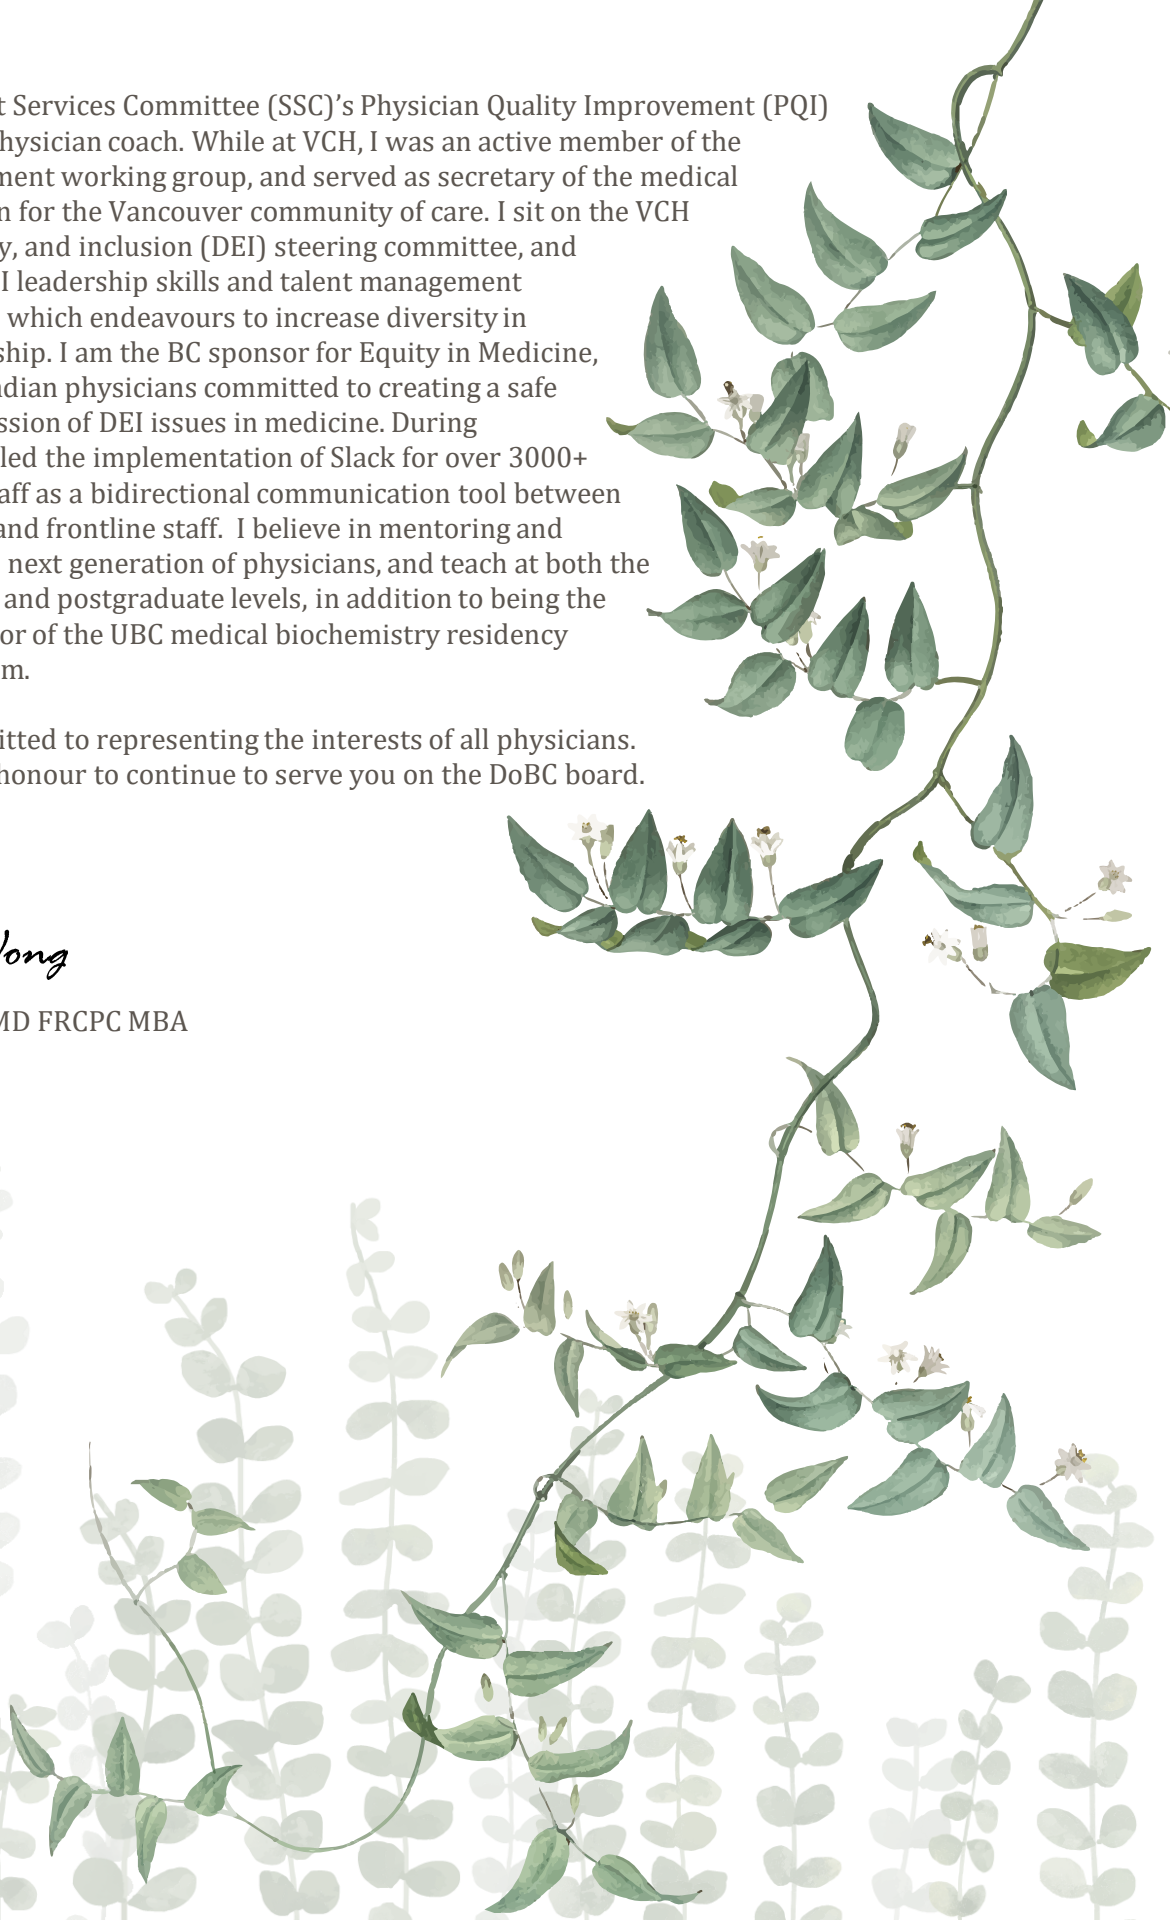 t Services Committee (SSC)’s Physician Quality Improvement (PQI)
hysician coach. While at VCH, I was an active member of the
ment working group, and served as secretary of the medical
n for the Vancouver community of care. I sit on the VCH
y, and inclusion (DEI) steering committee, and
I leadership skills and talent management
which endeavours to increase diversity in
ship. I am the BC sponsor for Equity in Medicine,
dian physicians committed to creating a safe
ssion of DEI issues in medicine. During
led the implementation of Slack for over 3000+
aff as a bidirectional communication tool between
and frontline staff. I believe in mentoring and
next generation of physicians, and teach at both the
and postgraduate levels, in addition to being the
or of the UBC medical biochemistry residency
m.
itted to representing the interests of all physicians.
honour to continue to serve you on the DoBC board.
ong
MD FRCPC MBA